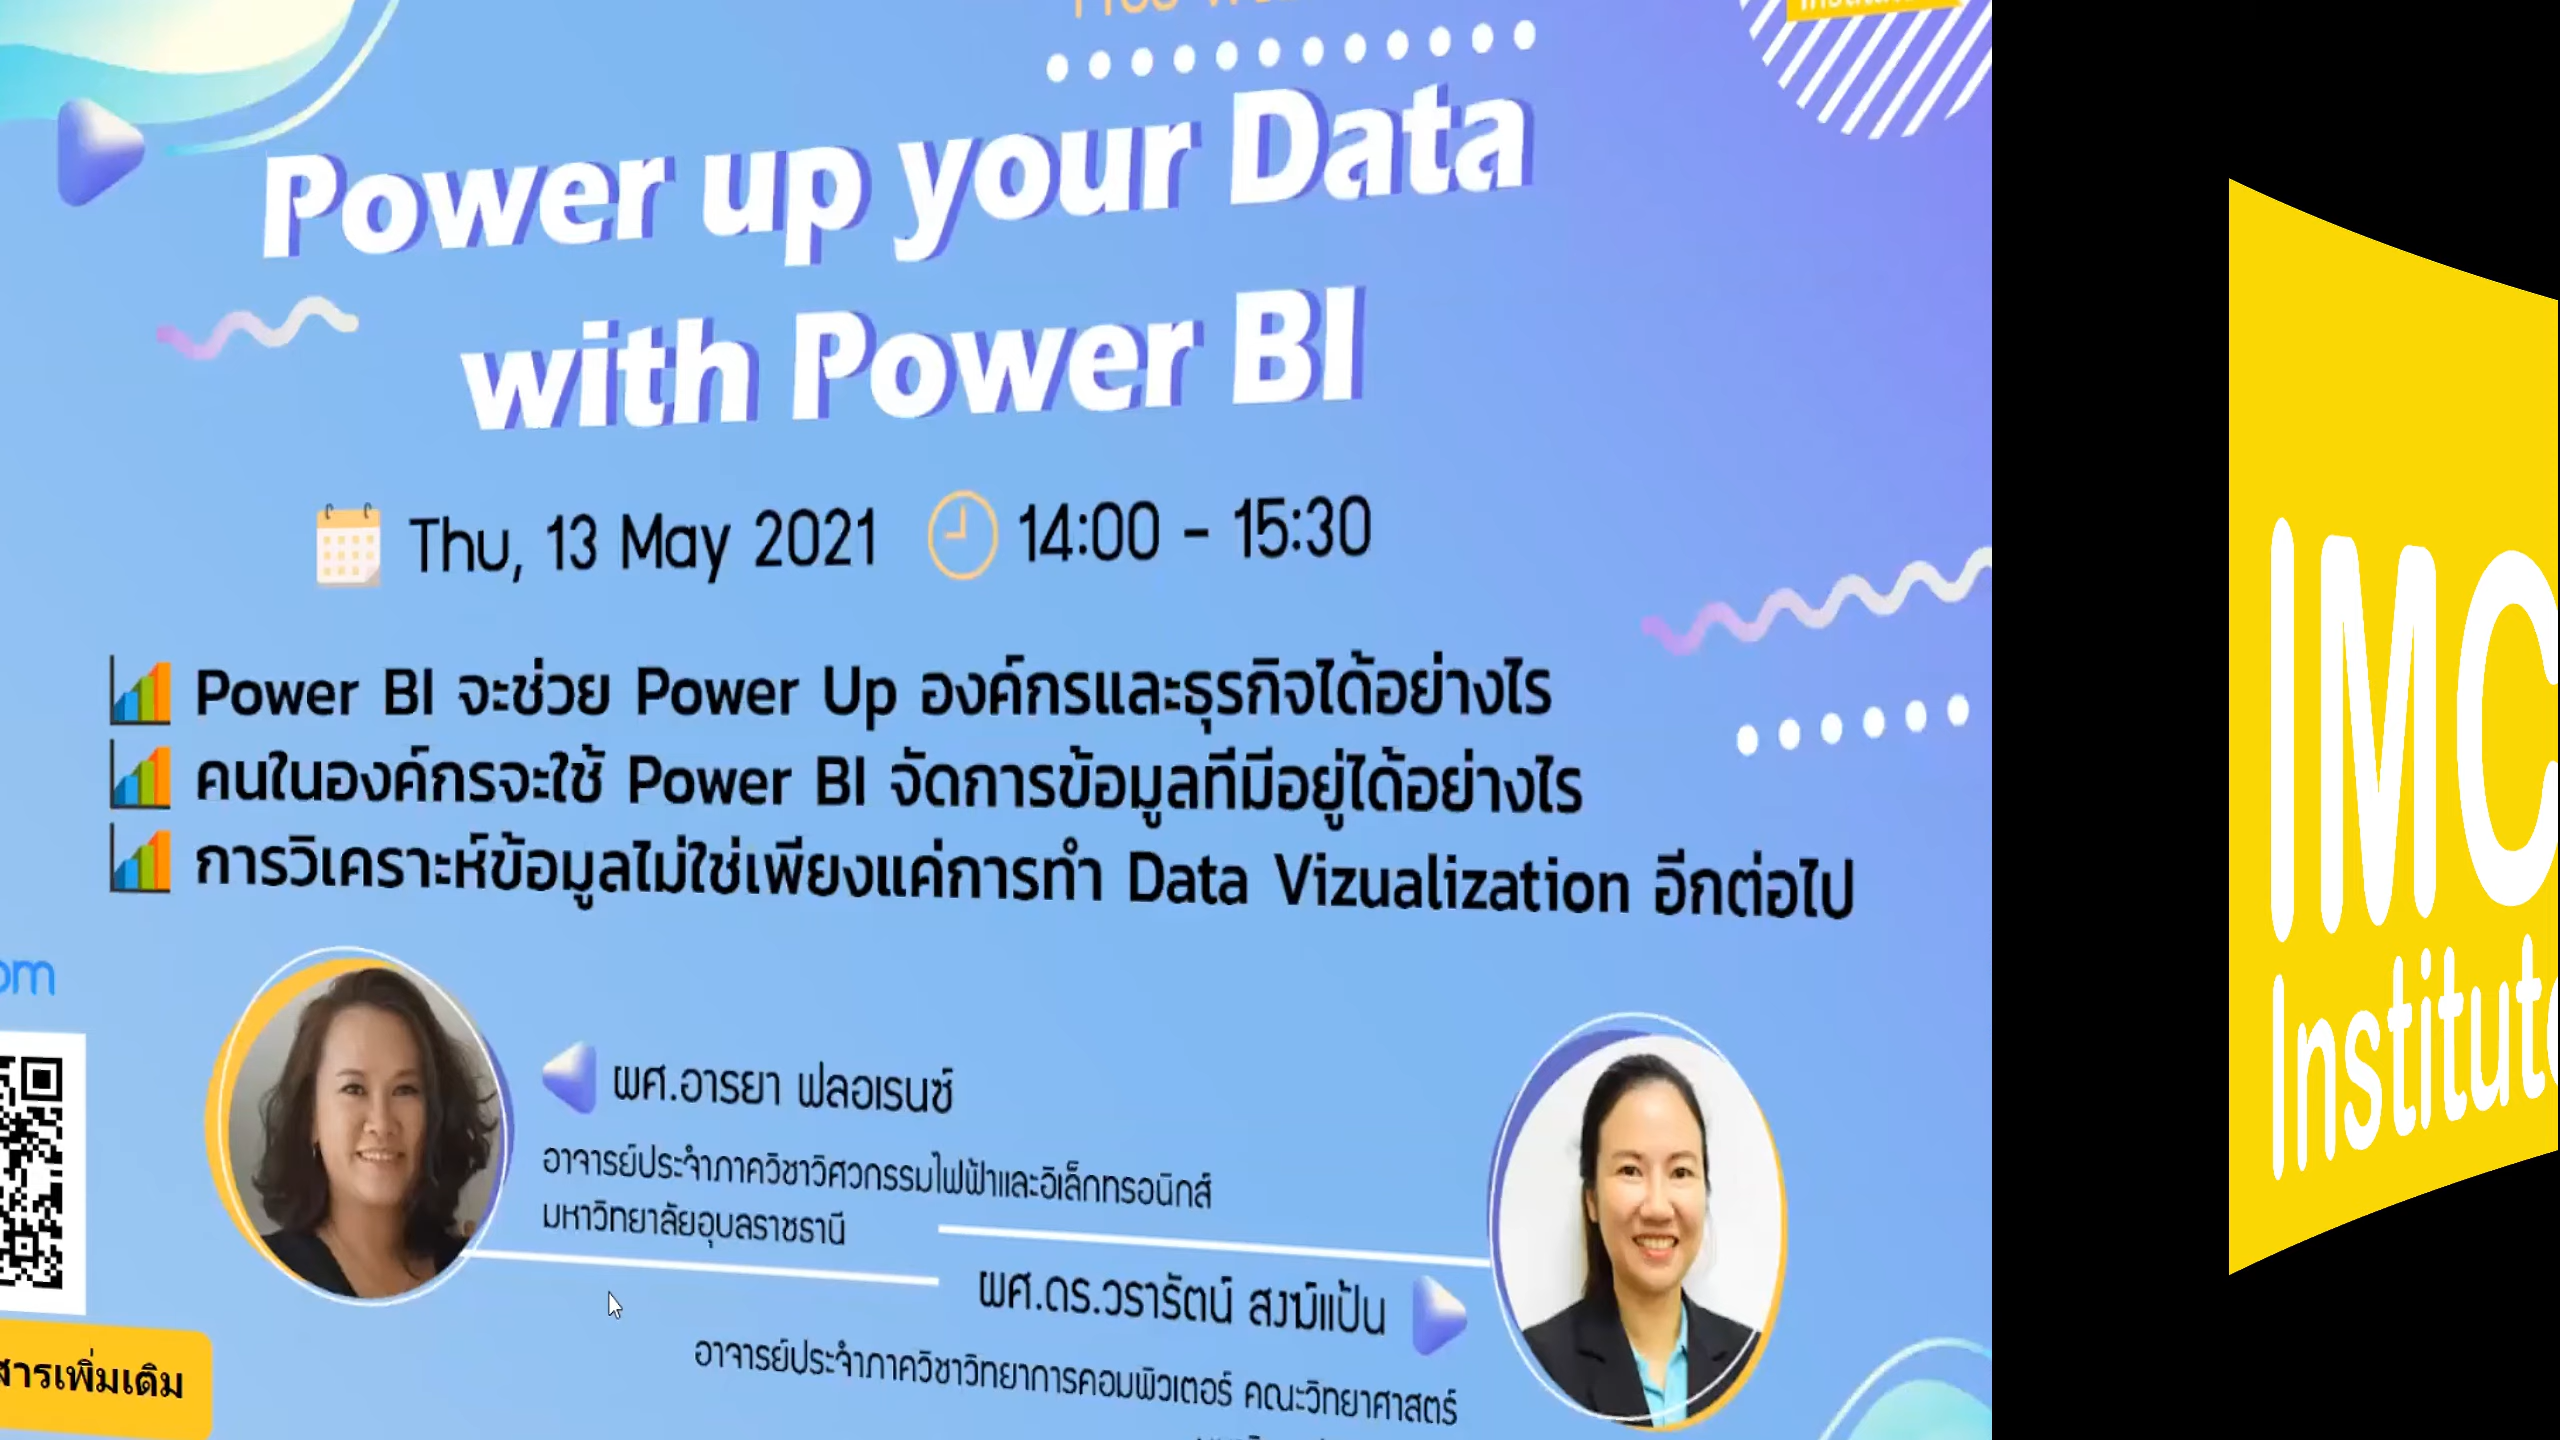 Power up your Data
with Power BI
Thu, 13 May 2021 14:00 - 15:30
Power BI จะช่วย Power Up องค์กรและธุรกิจได้อย่างไร
คนในองค์กรจะใช้ Power BI จัดการข้อมูลที่มีอยู่ได้อย่างไร
การวิเคราะห์ข้อมูลไม่ใช่เพียงแค่การทำ Data Vizualization อีกต่อไป
om
ผศ.อารยา ฟลอเรนซ์
อาจารย์ประจำภาควิชาวิศวกรรมไฟฟ้าและอิเล็กทรอนิกส์
มหาวิทยาลัยอุบลราชธานี
ผศ.ดร.วรารัตน์ สงฆ์แป้น
อาจารย์ประจำภาควิชาวิทยาการคอมพิวเตอร์ คณะวิทยาศาสตร์
สารเพิ่มเติม
IMC
Institute